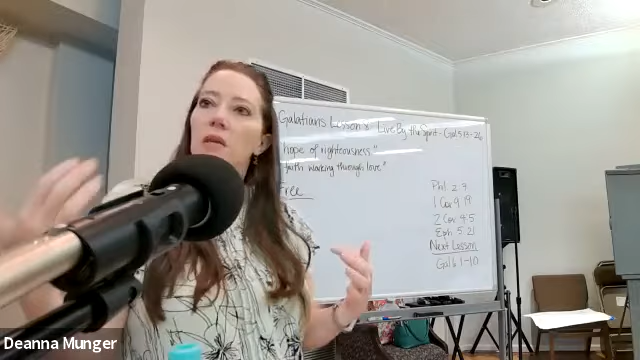 Galatians Lesson 8 - Live By the Spirit - Gal 5:13-26
hope of righteousness"
faith working through love"
Free
Phil 2 7
1 Cor 9 19
2 Cor 4:5
Eph 5 21
Next Lesson
Gal 6 1-10
Deanna Munger